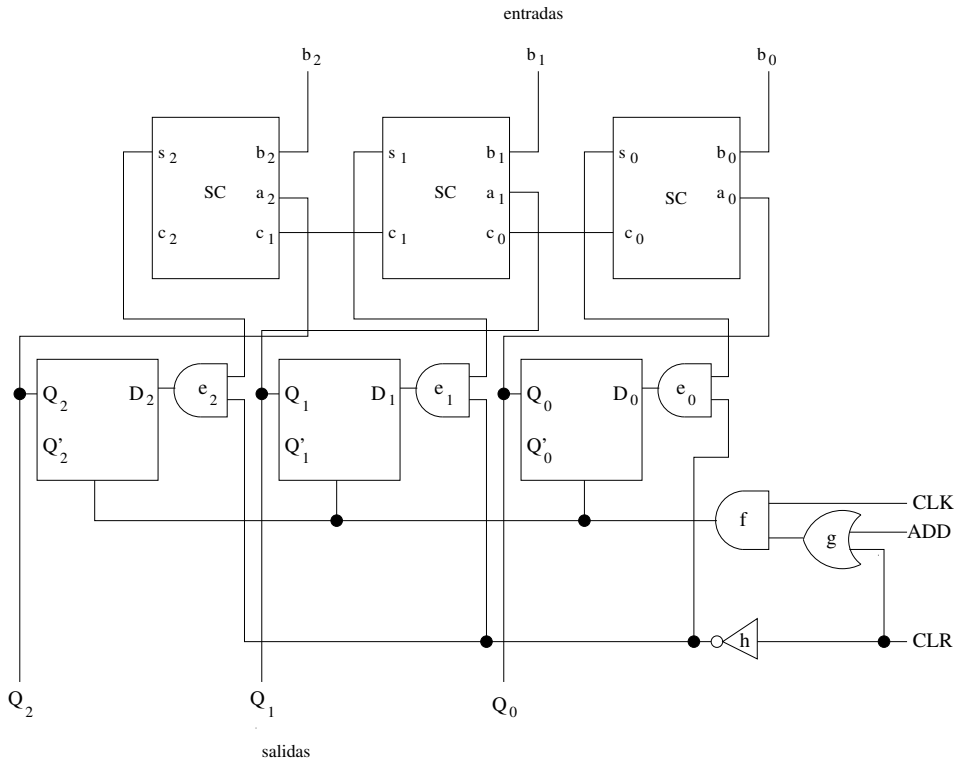 entradas
b2 b1 b0
s2 b2 s1 b1 s0 b0
SC a2 SC a1 SC a0
c2 c1 c1 c0 c0
Q2 D2 e2 Q1 D1 e1 Q0 D0 e0
Q'2 Q'1 Q'0
f CLK
g ADD
h CLR
Q2 Q1 Q0
salidas